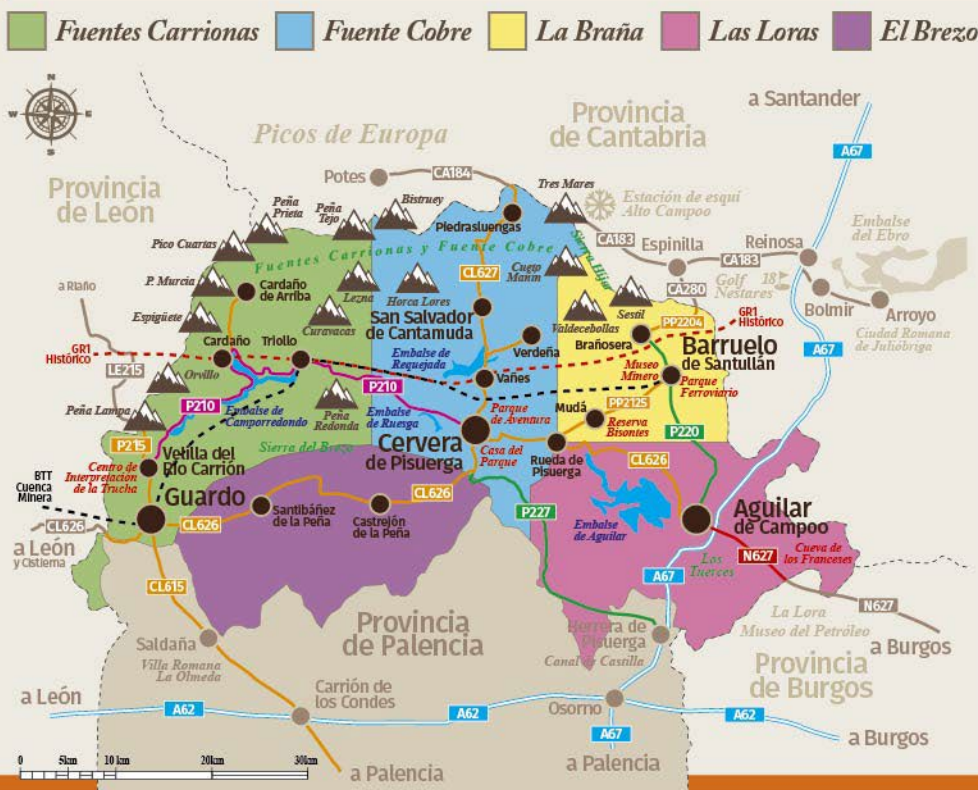 Fuentes Carrionas
Fuente Cobre
La Braña
Las Loras
El Brezo
N
W
E
S
a Santander
Provincia
de Cantabria
Picos de Europa
A67
Potes
CA184
Provincia
de León
Bistruey
Peña
Prieta
Peña
Tejo
Tres Mares
Estación de esquí
Alto Campoo
Piedrasluengas
Pico Cuartas
Fuentes Carrionas y Fuente Cobre
Sierra Híjar
CA183
Espinilla
Reinosa
CA183
Embalse
del Ebro
P. Murcia
Cardaño
de Arriba
Lezna
Horca Lores
CL627
Cueto
Manín
CA280
Golf
Nestares
18
Bolmir
Arroyo
Ciudad Romana
de Julióbriga
a Riaño
Espigüete
Curavacas
San Salvador
de Cantamuda
Valdecebollas
Sestil
PP2204
GR1
Histórico
Verdeña
Brañosera
Barruelo
de Santullán
A67
GR1
Histórico
Cardaño
Triollo
Embalse de
Requejada
Museo
Minero
Parque
Ferroviario
LE215
Orvillo
P210
Vañes
Peña Lampa
P210
Embalse de
Camporredondo
Peña
Redonda
Embalse
de Ruesga
Parque
de Aventura
Mudá
PP2125
Reserva
Bisontes
P220
P215
Sierra del Brezo
Cervera
de Pisuerga
Casa del
Parque
Rueda de
Pisuerga
CL626
Velilla del
Río Carrión
Centro de
Interpretación
de la Trucha
BTT
Cuenca
Minera
Guardo
Santibáñez
de la Peña
CL626
Castrejón
de la Peña
CL626
P227
Embalse
de Aguilar
Aguilar
de Campoo
CL626
a León
y Cistierna
N627
Cueva de
los Franceses
CL615
Los
Tuerces
A67
N627
Saldaña
Provincia
de Palencia
Herrera de
Pisuerga
La Lora
Museo del Petróleo
a Burgos
Villa Romana
La Olmeda
Canal de Castilla
Provincia
de Burgos
a León
A62
Carrión de
los Condes
A62
Osorno
A62
A67
a Burgos
0
5km
10 km
20km
30km
a Palencia
a Palencia